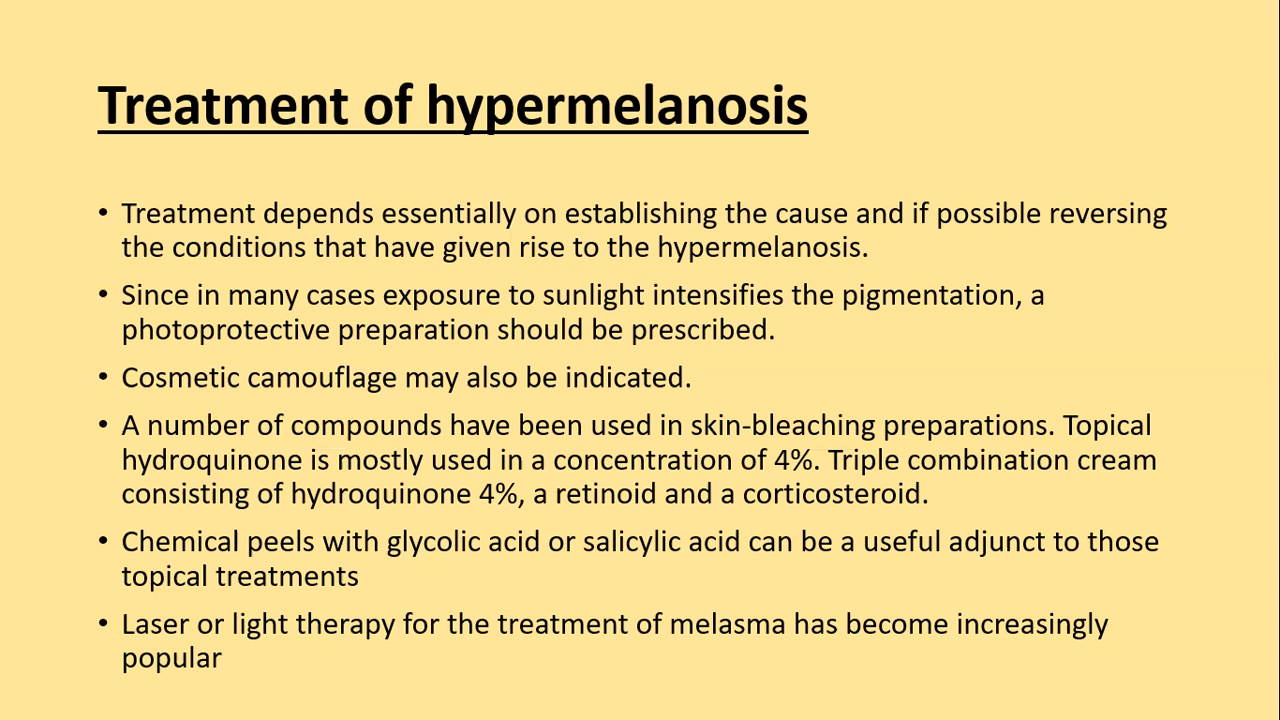 Treatment of hypermelanosis
• Treatment depends essentially on establishing the cause and if possible reversing
the conditions that have given rise to the hypermelanosis.
• Since in many cases exposure to sunlight intensifies the pigmentation, a
photoprotective preparation should be prescribed.
• Cosmetic camouflage may also be indicated.
• A number of compounds have been used in skin-bleaching preparations. Topical
hydroquinone is mostly used in a concentration of 4%. Triple combination cream
consisting of hydroquinone 4%, a retinoid and a corticosteroid.
• Chemical peels with glycolic acid or salicylic acid can be a useful adjunct to those
topical treatments
• Laser or light therapy for the treatment of melasma has become increasingly
popular